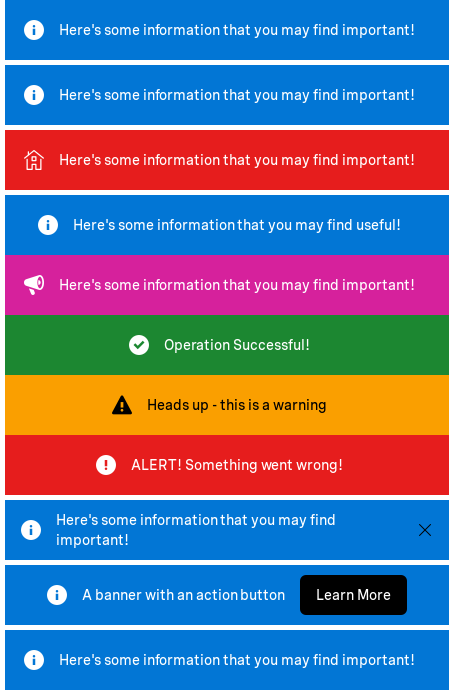 Here's some information that you may find important!
Here's some information that you may find important!
Here's some information that you may find important!
Here's some information that you may find useful!
Here's some information that you may find important!
Operation Successful!
Heads up - this is a warning
ALERT! Something went wrong!
Here's some information that you may find
important!
A banner with an action button Learn More
Here's some information that you may find important!